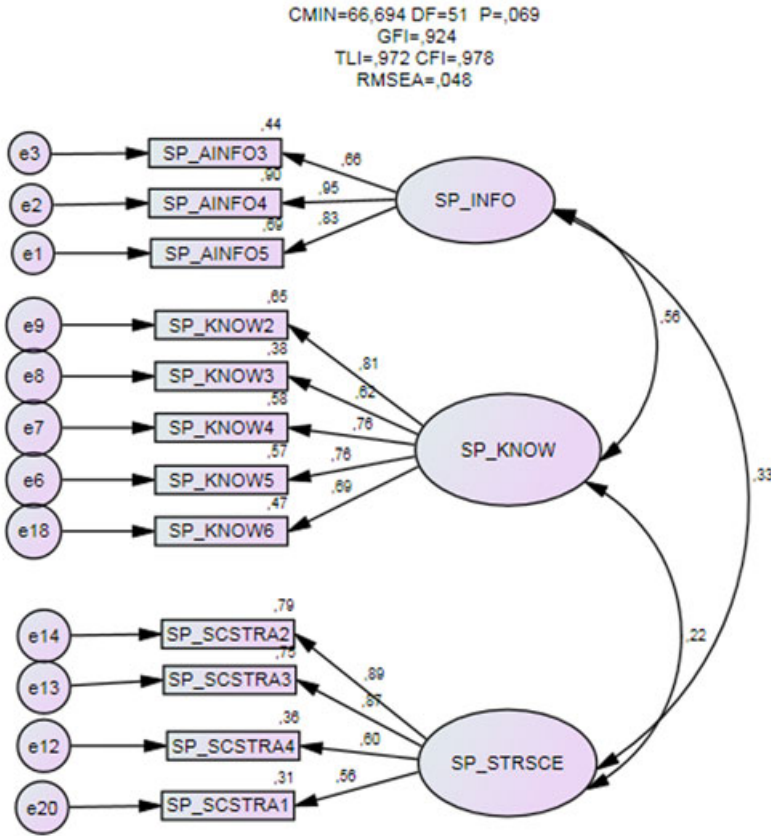 CMIN=66,694 DF=51 P=,069
GFI=,924
TLI=,972 CFI=,978
RMSEA=,048
,44
e3 SP_AINFO3 ,66
,90
e2 SP_AINFO4 ,95 SP_INFO
,69
e1 SP_AINFO5 ,83
,65
e9 SP_KNOW2 ,56
,38 ,81
e8 SP_KNOW3 ,62
,58
e7 SP_KNOW4 ,76 SP_KNOW
,57
e6 SP_KNOW5 ,76 ,33
,47 ,69
e18 SP_KNOW6
,79
e14 SP_SCSTRA2 ,22
,75 ,89
e13 SP_SCSTRA3 ,87
,36
e12 SP_SCSTRA4 ,60 SP_STRSCE
,31 ,56
e20 SP_SCSTRA1